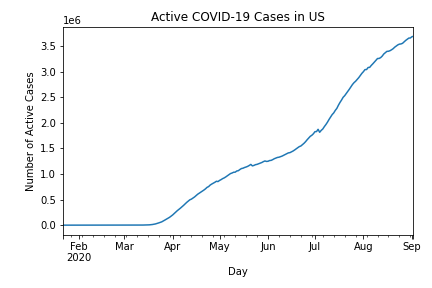 Active COVID-19 Cases in US
1e6
3.5
3.0
2.5
2.0
1.5
1.0
0.5
0.0
Number of Active Cases
Feb Mar Apr May Jun Jul Aug Sep
2020
Day